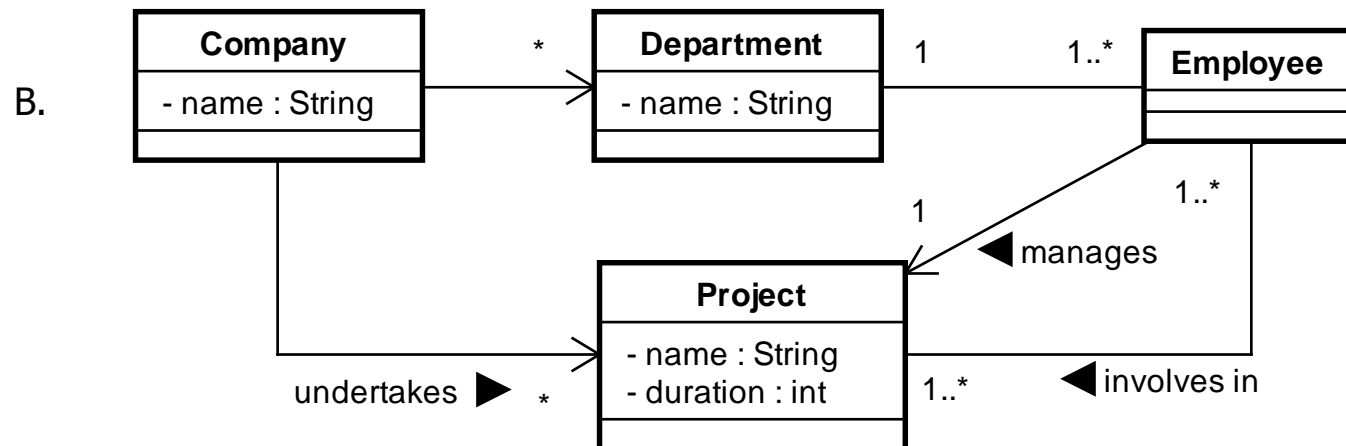 B.
Company
- name : String
*
Department
- name : String
1
1..*
Employee
1..*
1
◀ manages
Project
- name : String
- duration : int
undertakes ▶
*
1..*
◀ involves in